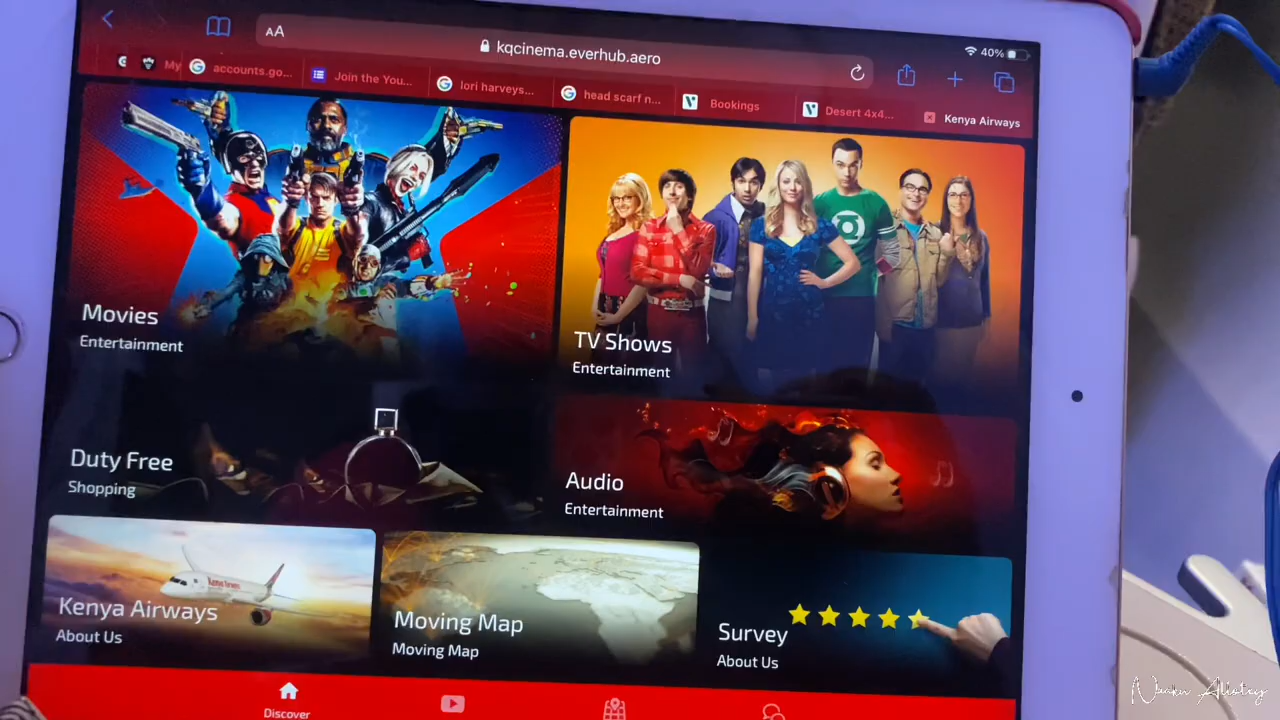 AA
kqcinema.everhub.aero
40%
My
accounts.go...
Join the You...
lori harveys...
head scarf n...
Bookings
Desert 4x4...
Kenya Airways
Movies
Entertainment
TV Shows
Entertainment
Duty Free
Shopping
Audio
Entertainment
Kenya Airways
About Us
Moving Map
Moving Map
Survey
About Us
Discover